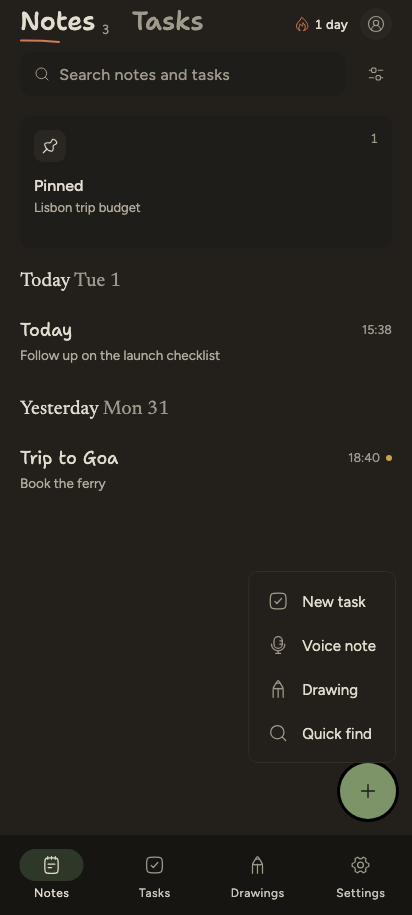 Notes 3 Tasks 1 day
Search notes and tasks
1
Pinned
Lisbon trip budget
Today Tue 1
Today 15:38
Follow up on the launch checklist
Yesterday Mon 31
Trip to Goa 18:40
Book the ferry
New task
Voice note
Drawing
Quick find
Notes Tasks Drawings Settings